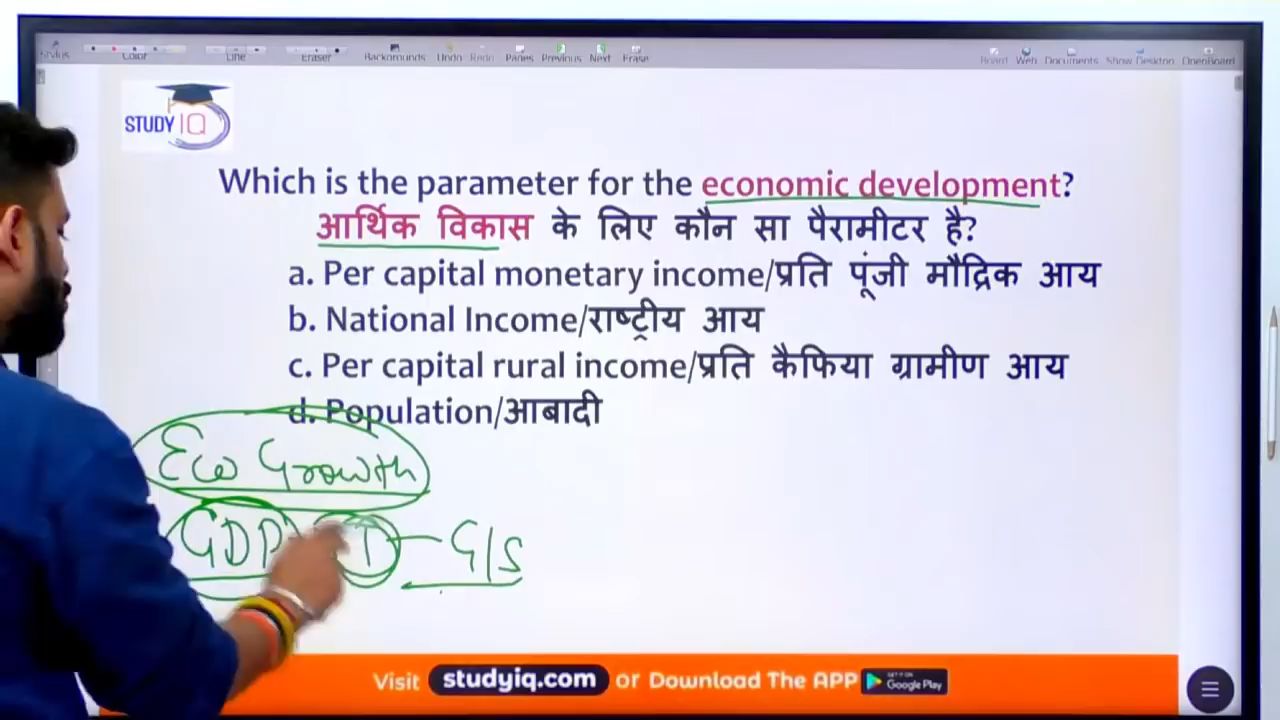 Stylus Color Line Eraser Backgrounds Undo Redo Pages Previous Next Erase Board Web Documents Show Desktop OpenBoard
STUDY IQ
Which is the parameter for the economic development?
आर्थिक विकास के लिए कौन सा पैरामीटर है?
a. Per capital monetary income/प्रति पूंजी मौद्रिक आय
b. National Income/राष्ट्रीय आय
c. Per capital rural income/प्रति कैफिया ग्रामीण आय
d. Population/आबादी
Eco Growth
GDP G/S
Visit studyiq.com or Download The APP GET IT ON Google Play